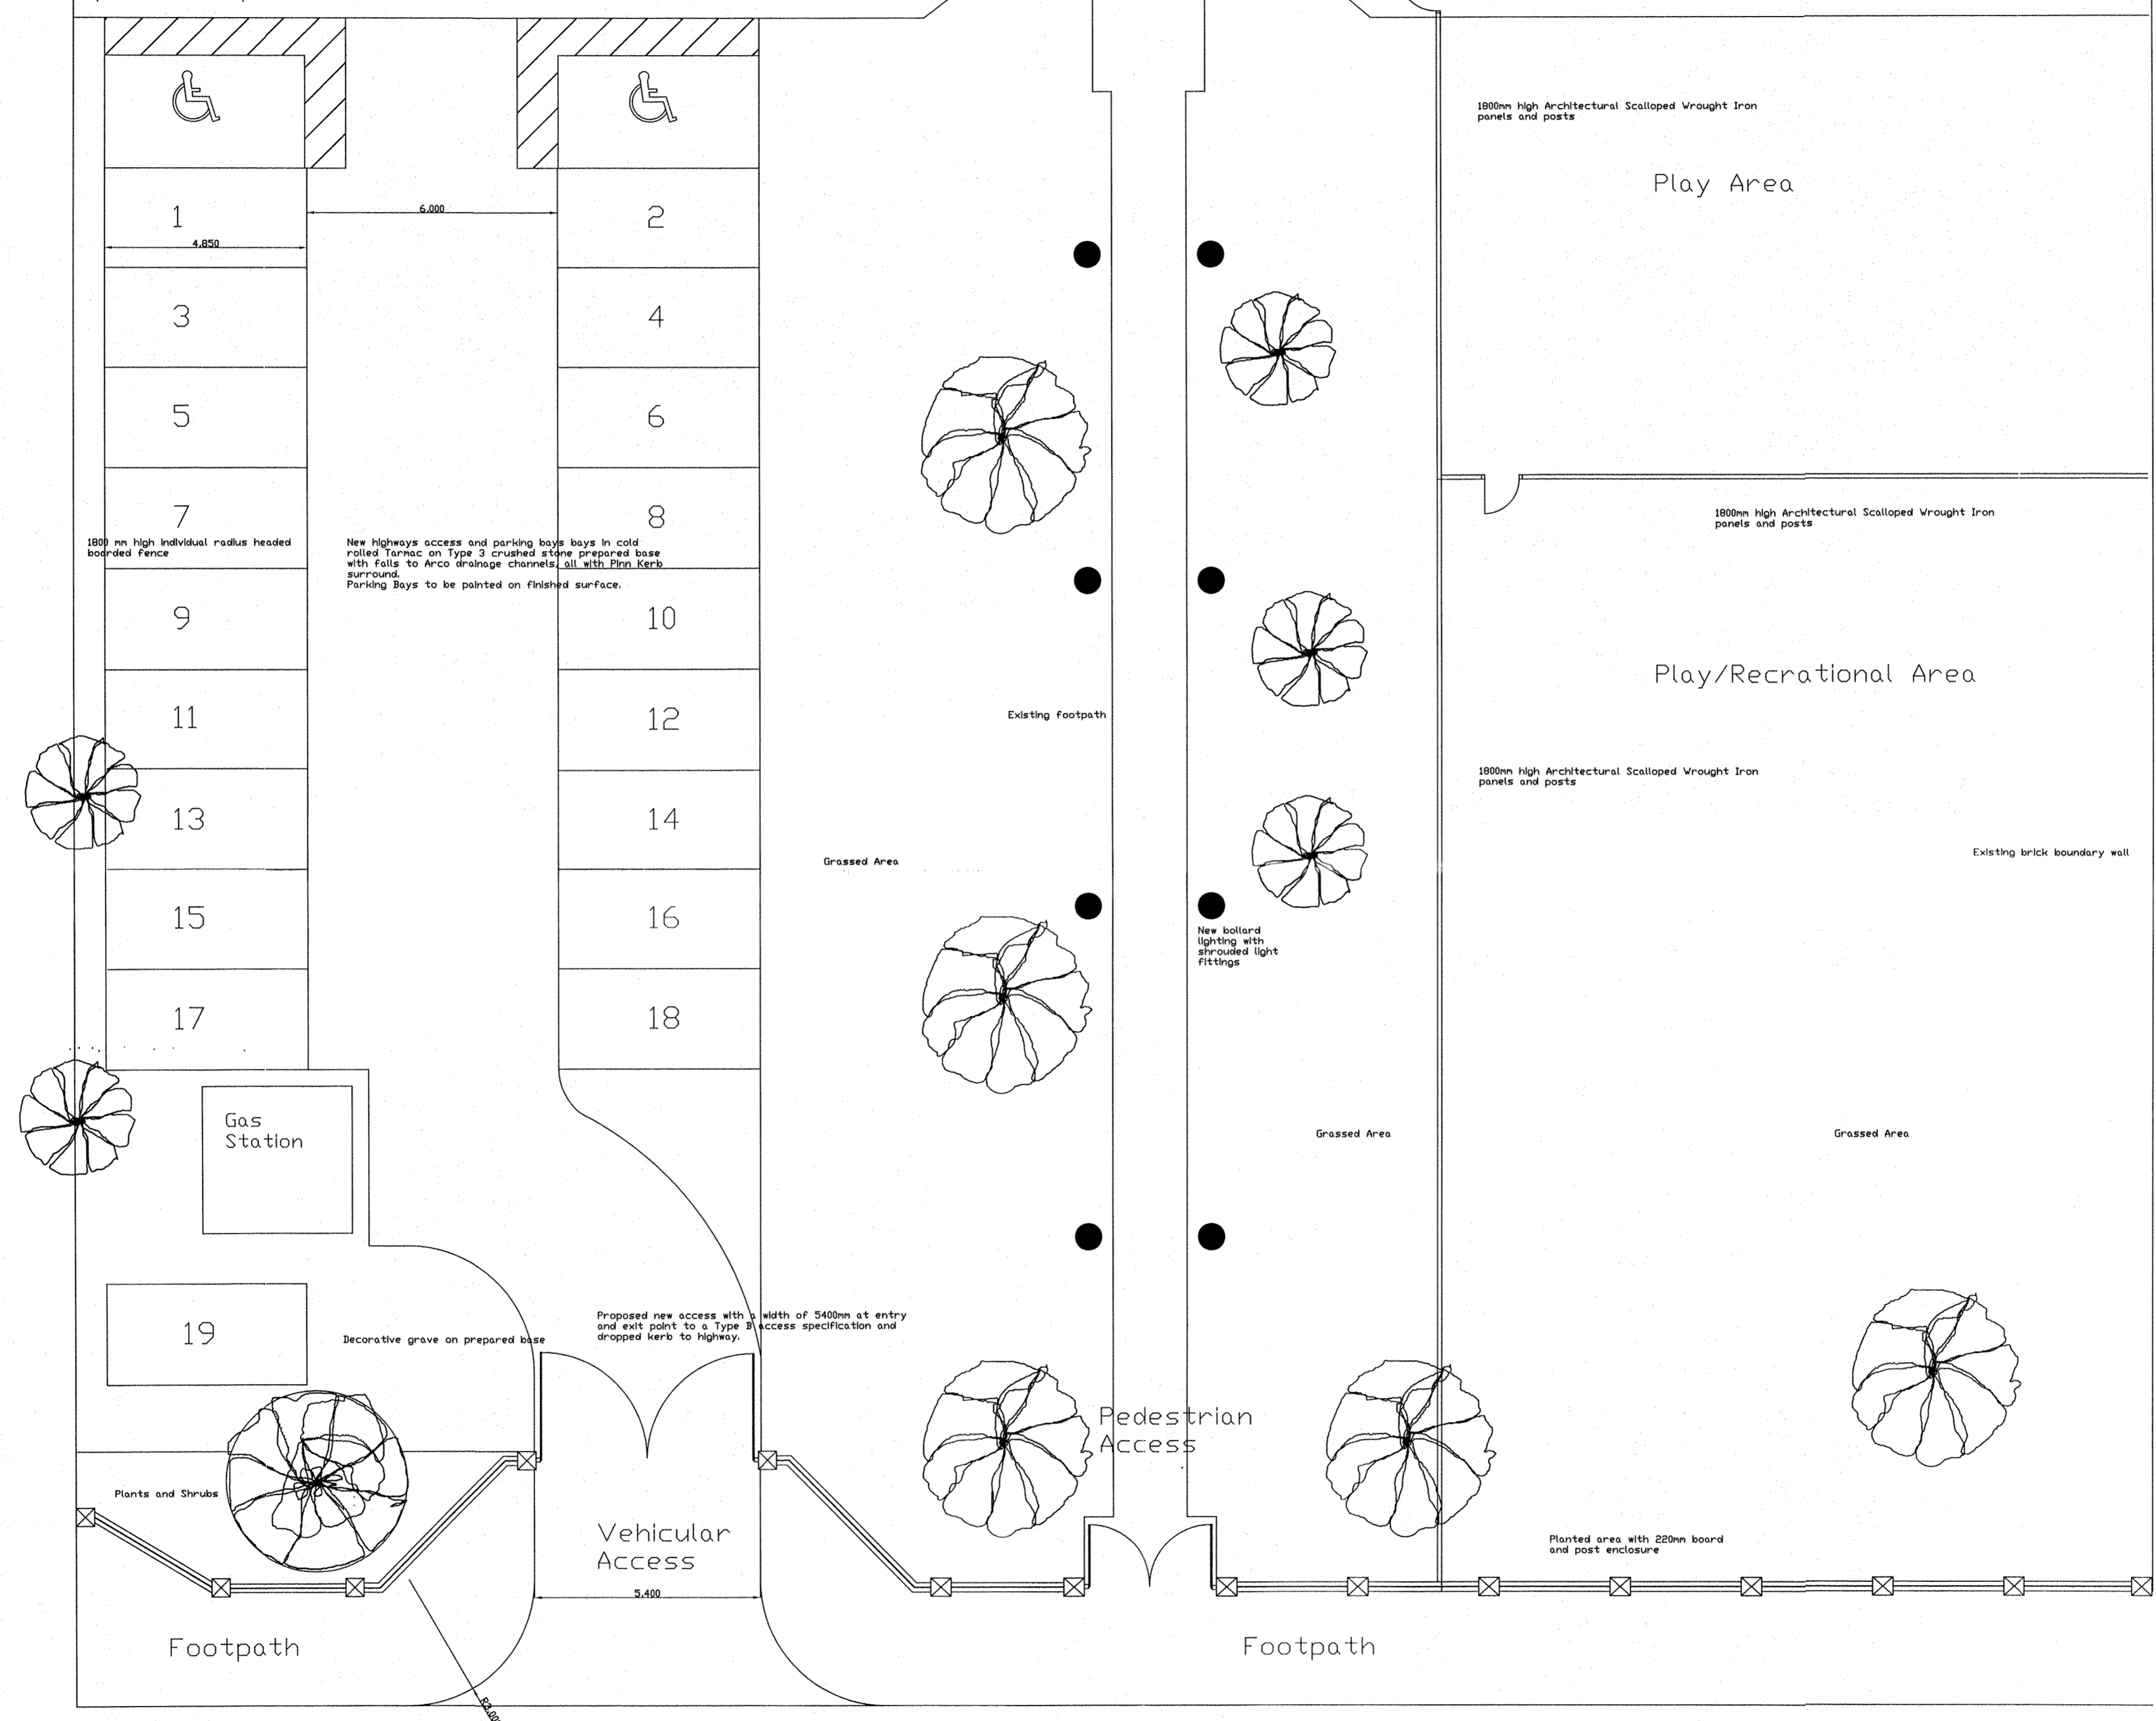 1800mm high Architectural Scalloped Wrought Iron
panels and posts
Play Area
1
2
6.000
4.850
3
4
5
6
7
8
1800mm high Architectural Scalloped Wrought Iron
panels and posts
1800 mm high individual radius headed
boarded fence
New highways access and parking bays bays in cold
rolled Tarmac on Type 3 crushed stone prepared base
with falls to Arco drainage channels, all with Pinn Kerb
surround.
Parking Bays to be painted on finished surface.
9
10
Play/Recrational Area
11
12
Existing footpath
1800mm high Architectural Scalloped Wrought Iron
panels and posts
13
14
Existing brick boundary wall
Grassed Area
15
16
New bollard
lighting with
shrouded light
fittings
17
18
Gas
Station
Grassed Area
Grassed Area
19
Decorative grave on prepared base
Proposed new access with a width of 5400mm at entry
and exit point to a Type B access specification and
dropped kerb to highway.
Pedestrian
Access
Plants and Shrubs
Vehicular
Access
Planted area with 220mm board
and post enclosure
5.400
Footpath
Footpath